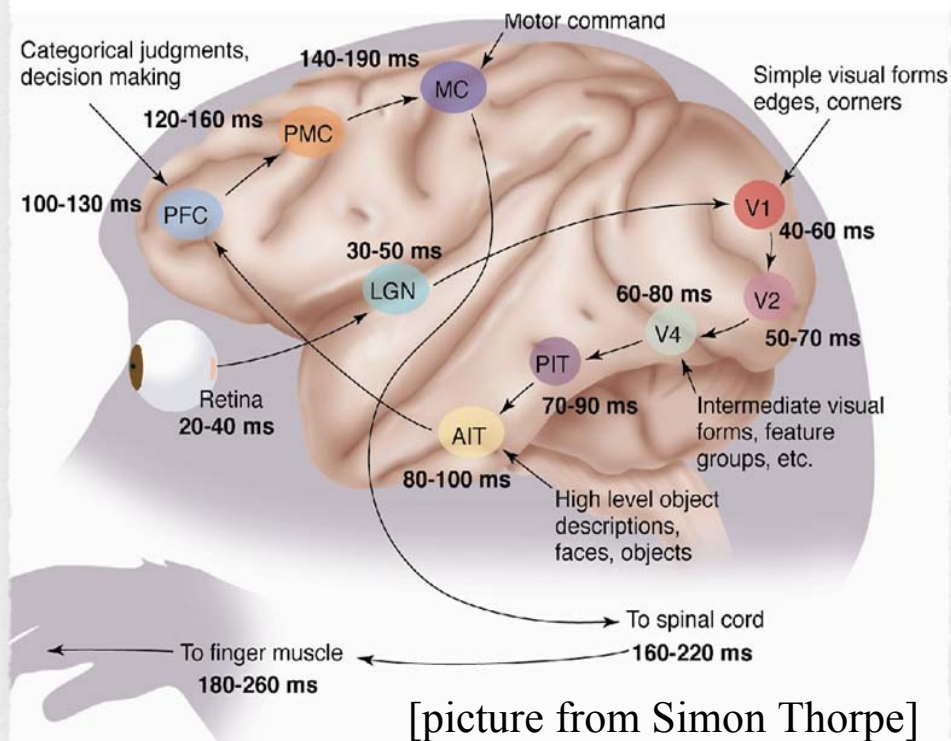 Motor command
Categorical judgments,
decision making
140-190 ms
MC
Simple visual forms
edges, corners
120-160 ms
PMC
100-130 ms
PFC
V1
40-60 ms
30-50 ms
LGN
V2
50-70 ms
60-80 ms
V4
PIT
70-90 ms
Retina
20-40 ms
AIT
80-100 ms
Intermediate visual
forms, feature
groups, etc.
High level object
descriptions,
faces, objects
To spinal cord
160-220 ms
To finger muscle
180-260 ms
[picture from Simon Thorpe]